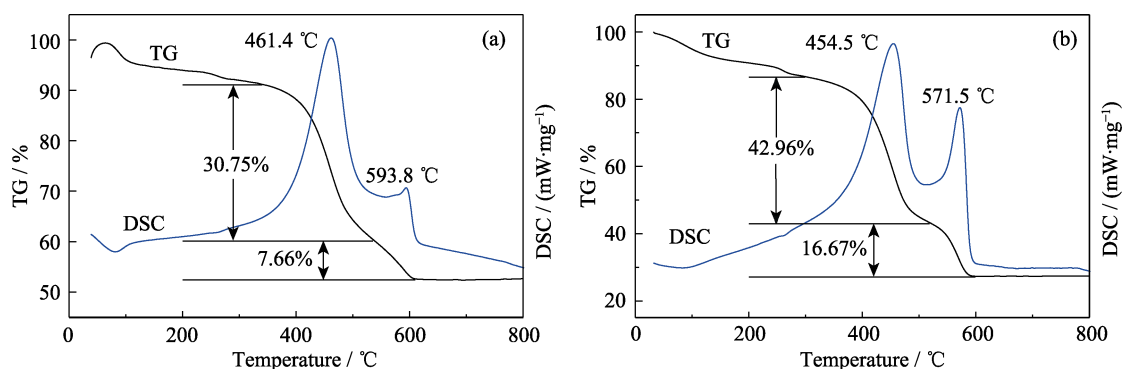 (a)
TG
461.4 ℃
593.8 ℃
30.75%
7.66%
DSC
TG / %
100
90
80
70
60
50
DSC / (mW·mg⁻¹)
0 200 400 600 800
Temperature / ℃
(b)
TG
454.5 ℃
571.5 ℃
42.96%
16.67%
DSC
TG / %
100
80
60
40
20
DSC / (mW·mg⁻¹)
0 200 400 600 800
Temperature / ℃